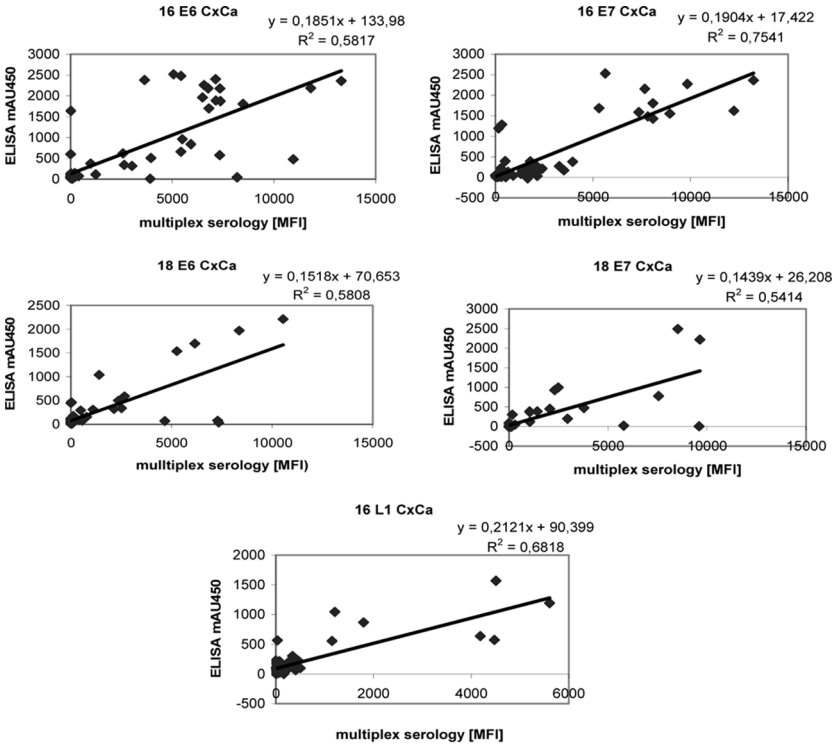 16 E6 CxCa
y = 0,1851x + 133,98
R² = 0,5817
ELISA mAU450
3000
2500
2000
1500
1000
500
0
0 5000 10000 15000
multiplex serology [MFI]
16 E7 CxCa
y = 0,1904x + 17,422
R² = 0,7541
ELISA mAU450
3000
2500
2000
1500
1000
500
0
-500
0 5000 10000 15000
multiplex serology [MFI]
18 E6 CxCa
y = 0,1518x + 70,653
R² = 0,5808
ELISA mAU450
2500
2000
1500
1000
500
0
0 5000 10000 15000
mulltiplex serology [MFI)
18 E7 CxCa
y = 0,1439x + 26,208
R² = 0,5414
ELISA mAU450
3000
2500
2000
1500
1000
500
0
-500
0 5000 10000 15000
multiplex serology [MFI]
16 L1 CxCa
y = 0,2121x + 90,399
R² = 0,6818
ELISA mAU450
2000
1500
1000
500
0
-500
0 2000 4000 6000
multiplex serology [MFI]